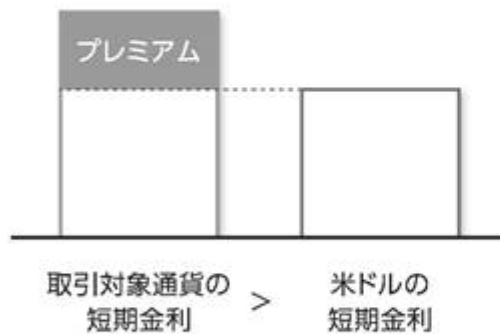 プレミアム
取引対象通貨の
短期金利
>
米ドルの
短期金利